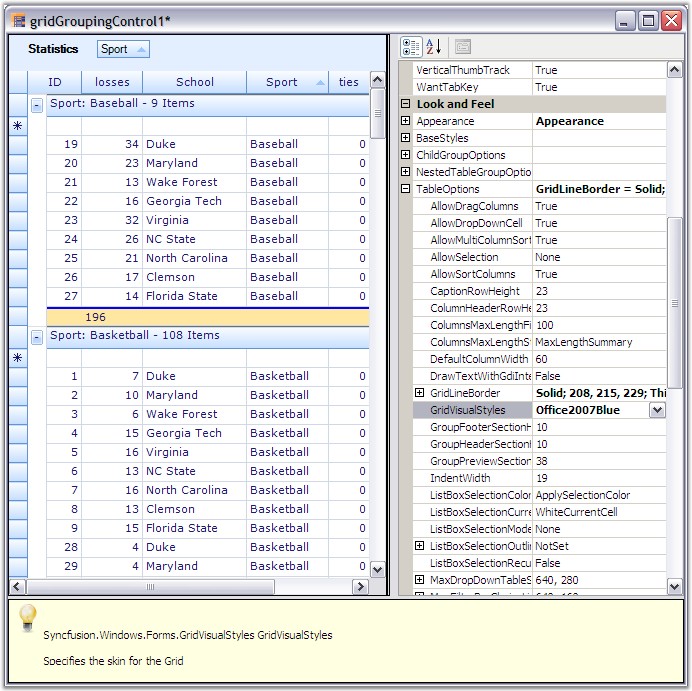 gridGroupingControl1*
Statistics Sport
ID losses School Sport ties
Sport: Baseball - 9 Items
19 34 Duke Baseball 0
20 23 Maryland Baseball 0
21 13 Wake Forest Baseball 0
22 16 Georgia Tech Baseball 0
23 32 Virginia Baseball 0
24 26 NC State Baseball 0
25 21 North Carolina Baseball 0
26 17 Clemson Baseball 0
27 14 Florida State Baseball 0
196
Sport: Basketball - 108 Items
1 7 Duke Basketball 0
2 10 Maryland Basketball 0
3 6 Wake Forest Basketball 0
4 15 Georgia Tech Basketball 0
5 16 Virginia Basketball 0
6 13 NC State Basketball 0
7 16 North Carolina Basketball 0
8 13 Clemson Basketball 0
9 15 Florida State Basketball 0
28 4 Duke Basketball 0
29 4 Maryland Basketball 0
VerticalThumbTrack True
WantTabKey True
Look and Feel
Appearance Appearance
BaseStyles
ChildGroupOptions
NestedTableGroupOptio
TableOptions GridLineBorder = Solid;
AllowDragColumns True
AllowDropDownCell True
AllowMultiColumnSort True
AllowSelection None
AllowSortColumns True
CaptionRowHeight 23
ColumnHeaderRowHe 23
ColumnsMaxLengthFi 100
ColumnsMaxLengthSt MaxLengthSummary
DefaultColumnWidth 60
DrawTextWithGdiInte False
GridLineBorder Solid; 208, 215, 229; Thi
GridVisualStyles Office2007Blue
GroupFooterSectionH 10
GroupHeaderSectionH 10
GroupPreviewSection 38
IndentWidth 19
ListBoxSelectionColor ApplySelectionColor
ListBoxSelectionCurre WhiteCurrentCell
ListBoxSelectionMode None
ListBoxSelectionOutli NotSet
ListBoxSelectionRecu False
MaxDropDownTableS 640, 280
Syncfusion.Windows.Forms.GridVisualStyles GridVisualStyles
Specifies the skin for the Grid